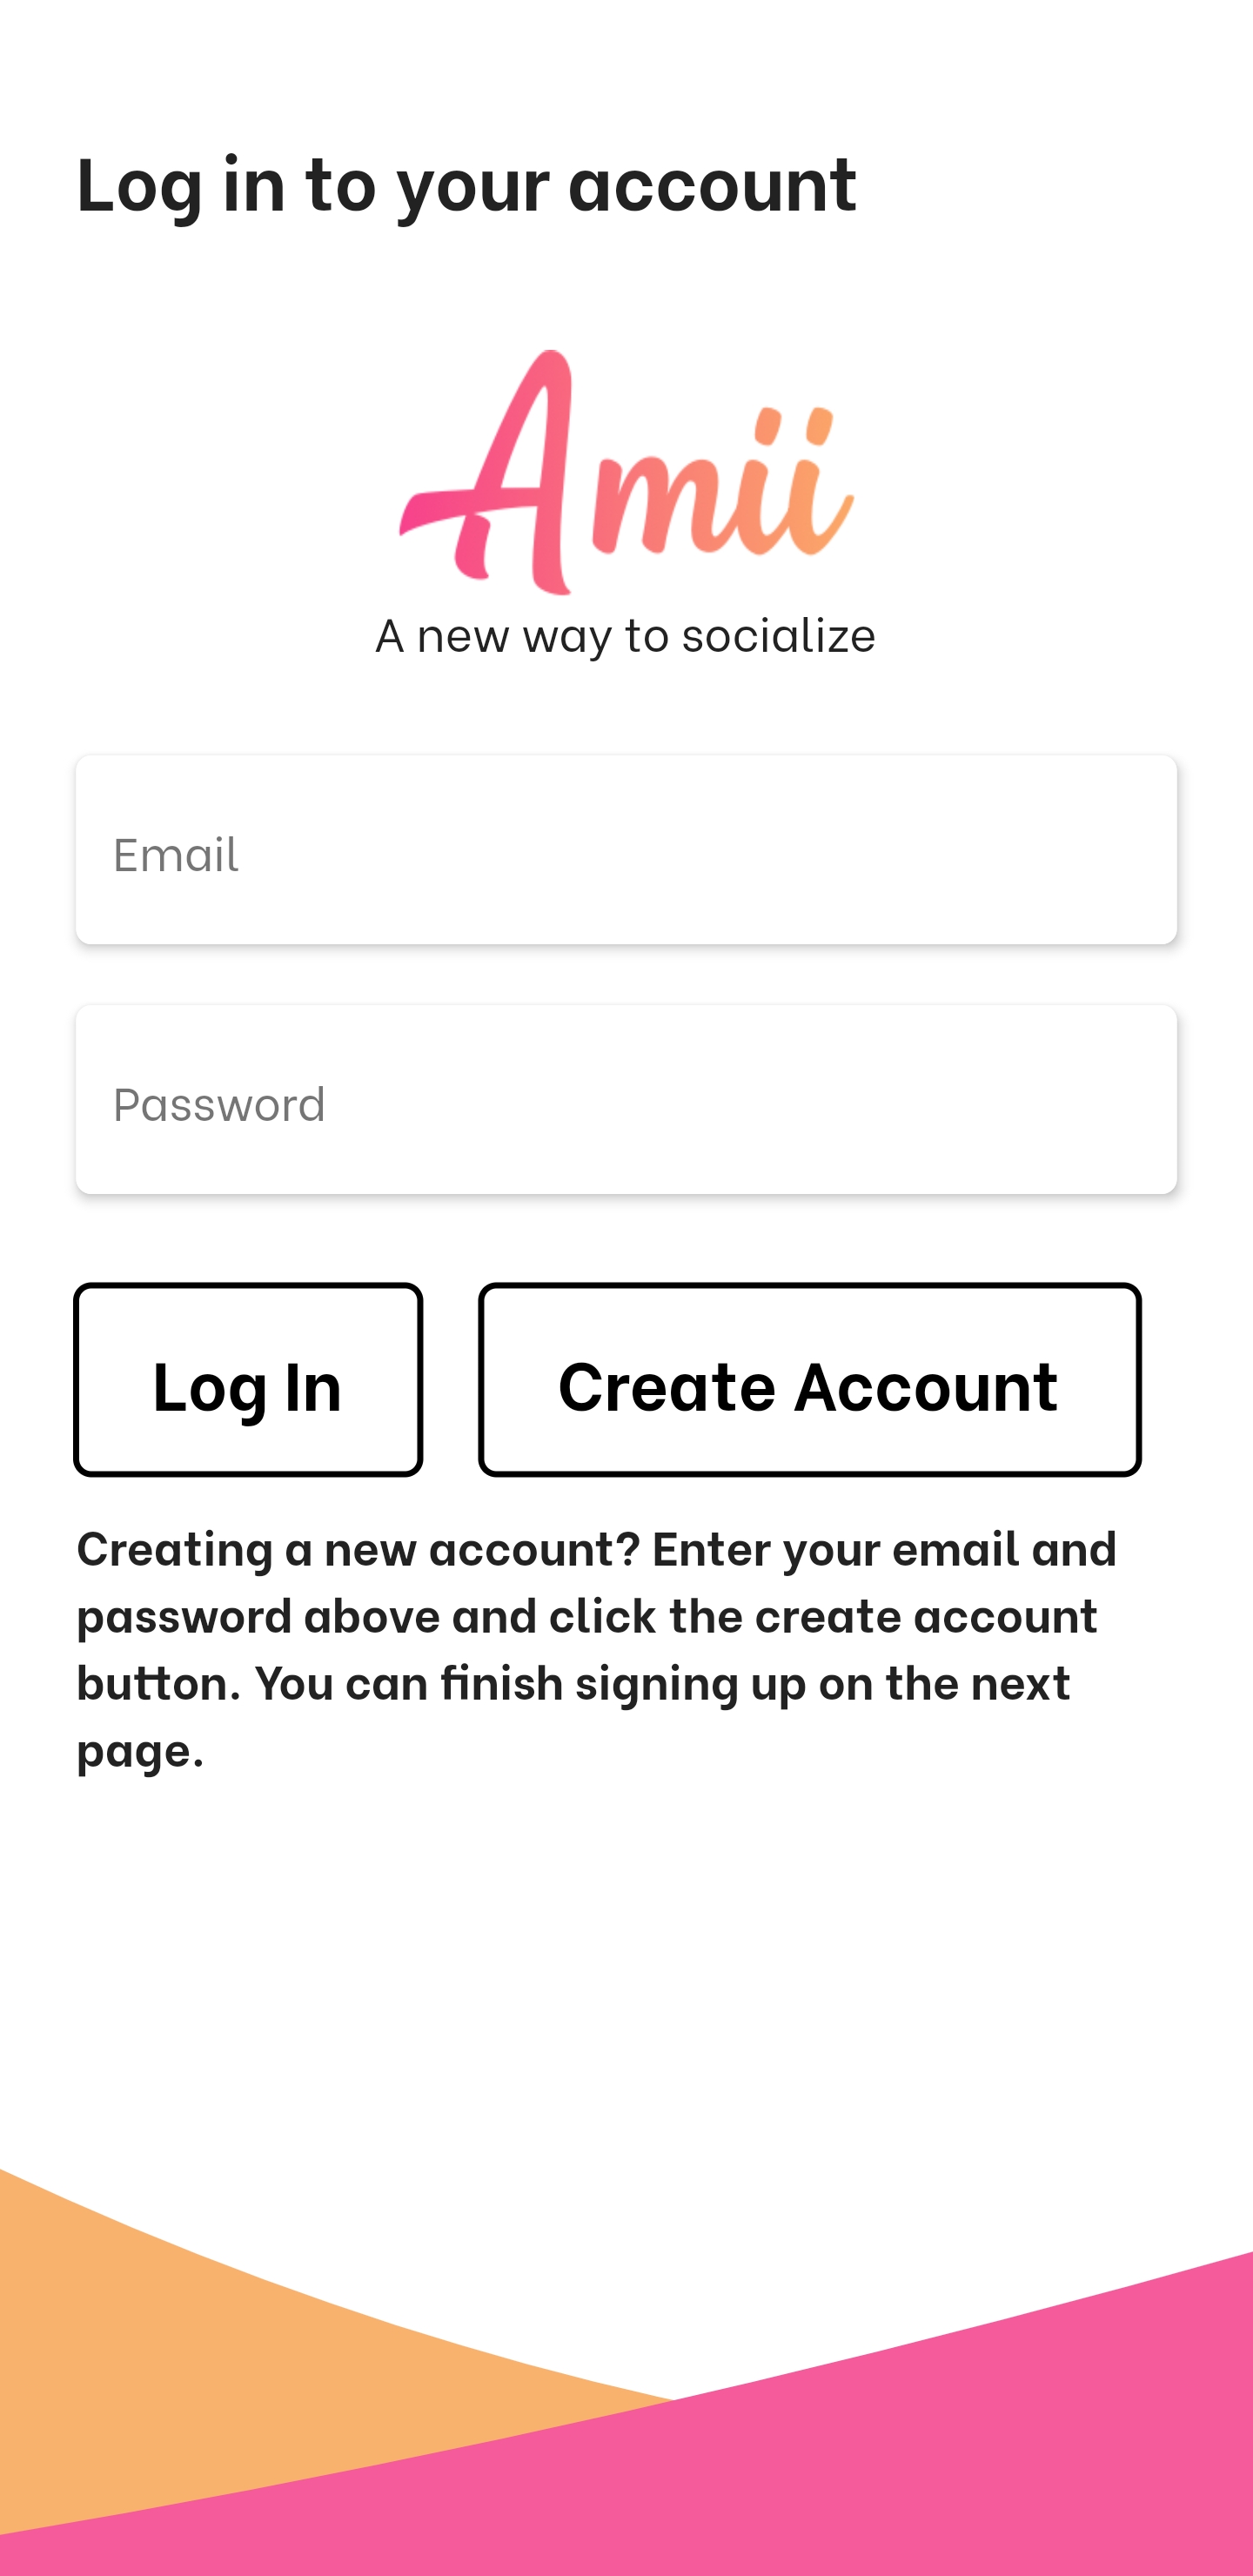 Log in to your account
Amii
A new way to socialize
Email
Password
Log In
Create Account
Creating a new account? Enter your email and
password above and click the create account
button. You can finish signing up on the next
page.